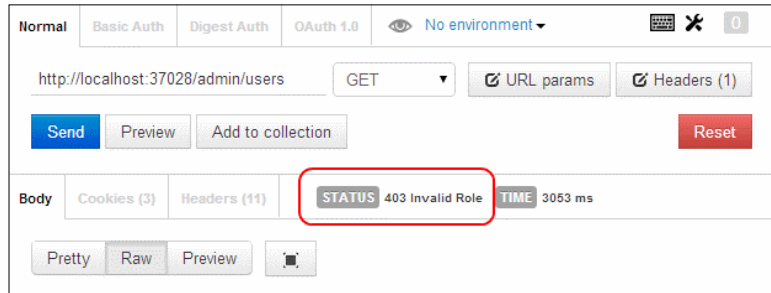 Normal Basic Auth Digest Auth OAuth 1.0 No environment 0
http://localhost:37028/admin/users GET URL params Headers (1)
Send Preview Add to collection Reset
Body Cookies (3) Headers (11) STATUS 403 Invalid Role TIME 3053 ms
Pretty Raw Preview